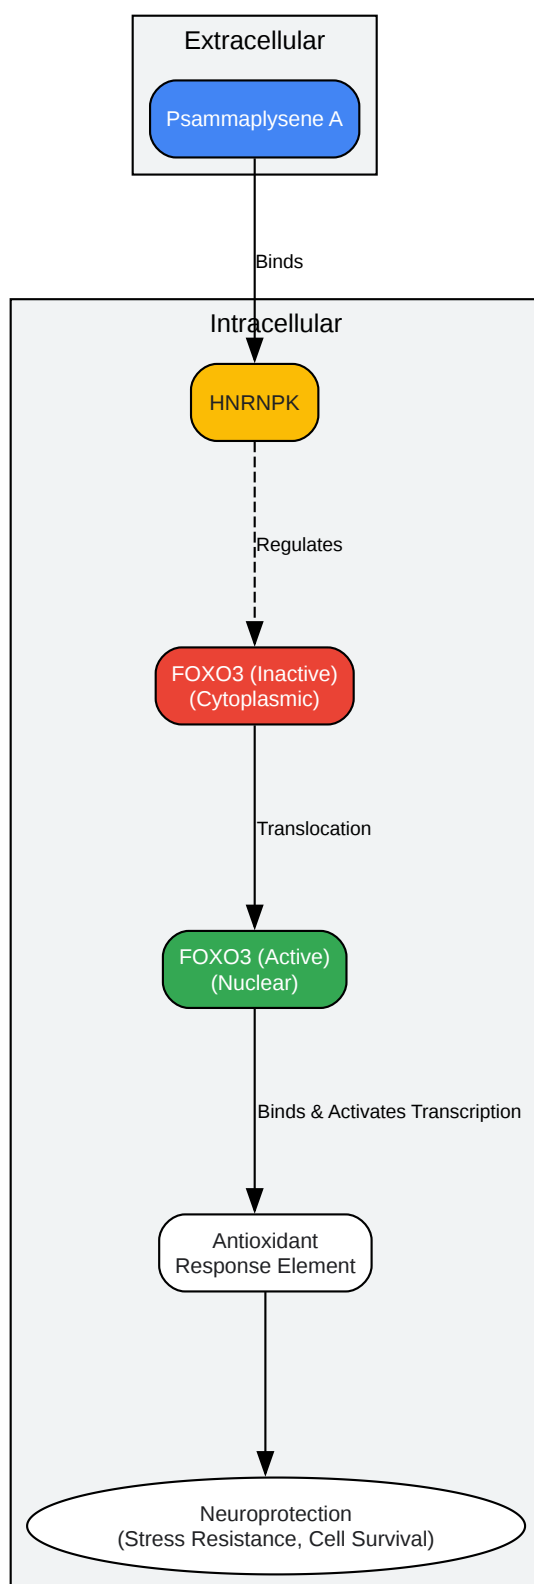 Extracellular
Psammaplysene A
Binds
Intracellular
HNRNPK
Regulates
FOXO3 (Inactive)
(Cytoplasmic)
Translocation
FOXO3 (Active)
(Nuclear)
Binds & Activates Transcription
Antioxidant
Response Element
Neuroprotection
(Stress Resistance, Cell Survival)